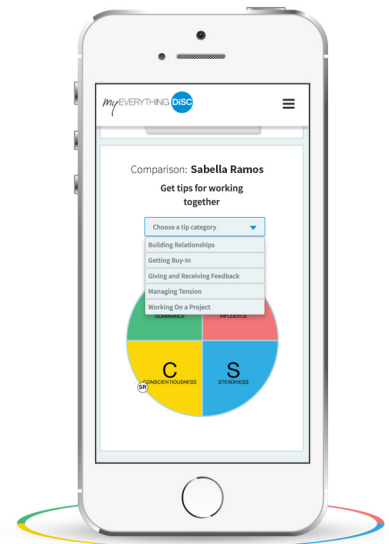 my EVERYTHING DiSC
Comparison: Sabella Ramos
Get tips for working
together
Choose a tip category
Building Relationships
Getting Buy-In
Giving and Receiving Feedback
Managing Tension
Working On a Project
DOMINANCE INFLUENCE
C S
CONSCIENTIOUSNESS STEADINESS
SR